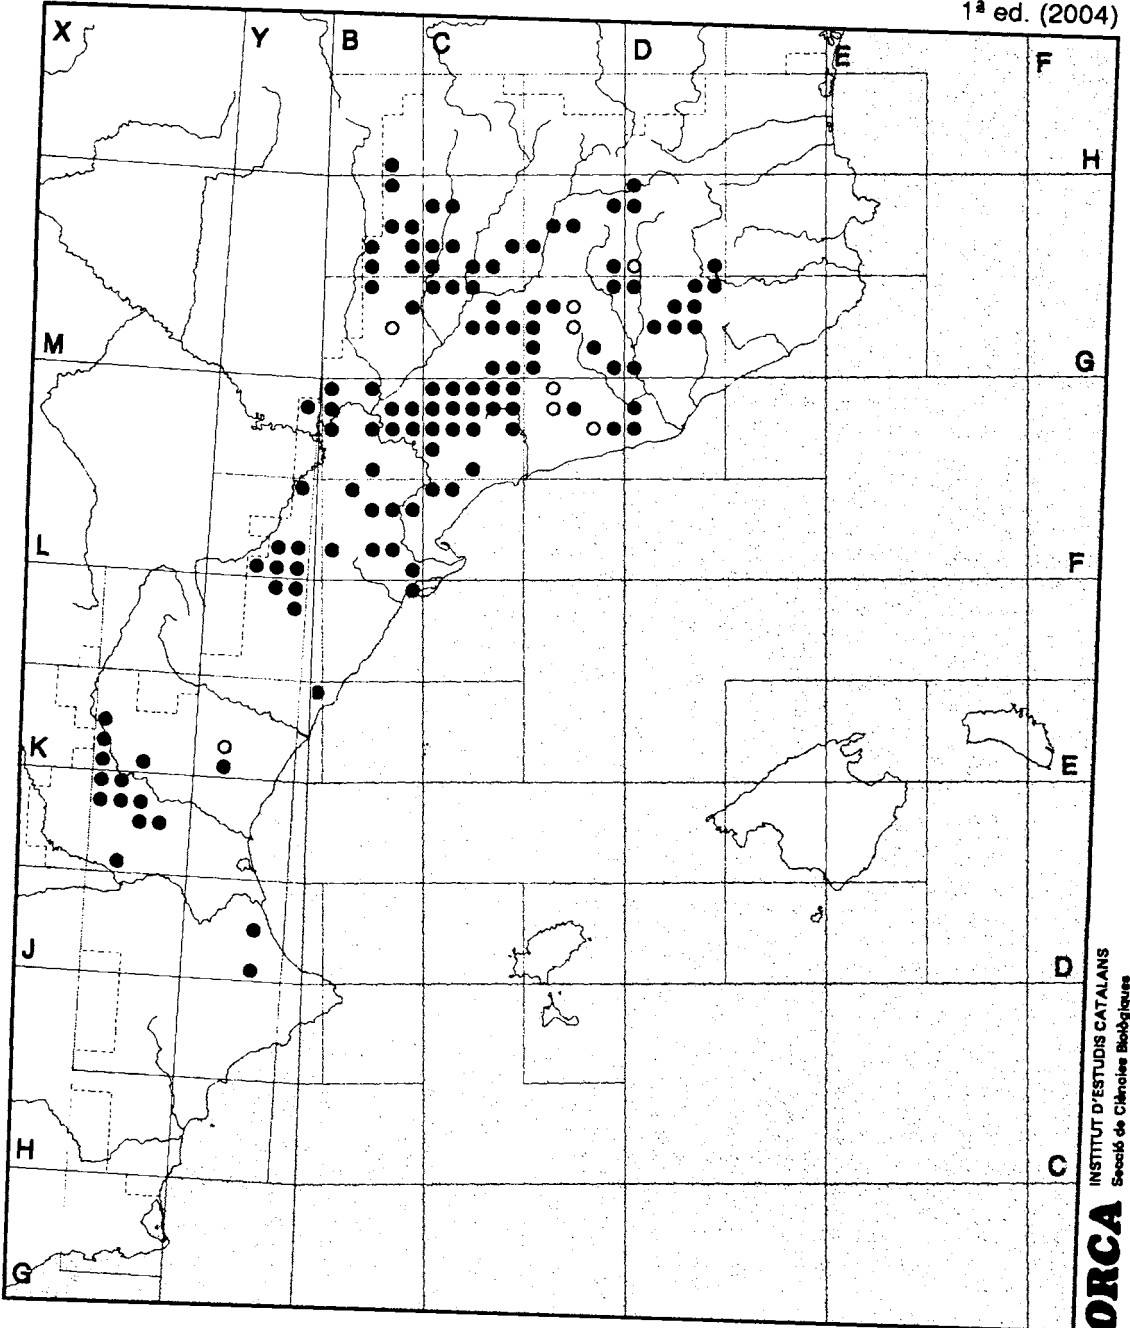 1ª ed. (2004)
X Y B C D E F
H
M G
L F
K E
J D
H C
G
ORCA
INSTITUT D'ESTUDIS CATALANS
Secció de Ciències Biològiques